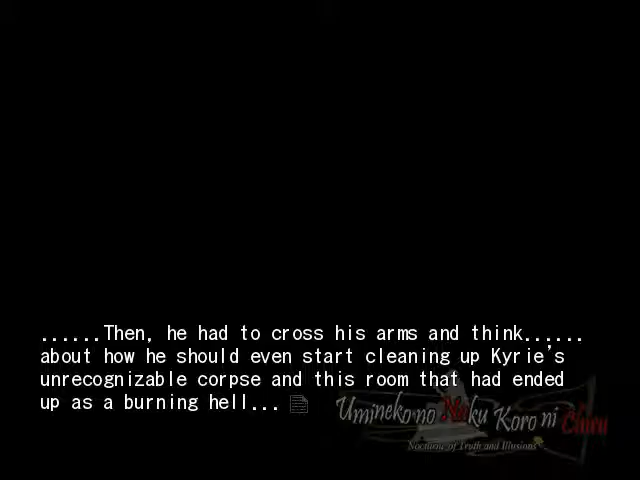 ......Then, he had to cross his arms and think......
about how he should even start cleaning up Kyrie's
unrecognizable corpse and this room that had ended
up as a burning hell...
Umineko no Naku Koro ni Chiru
Nocturne of Truth and Illusions